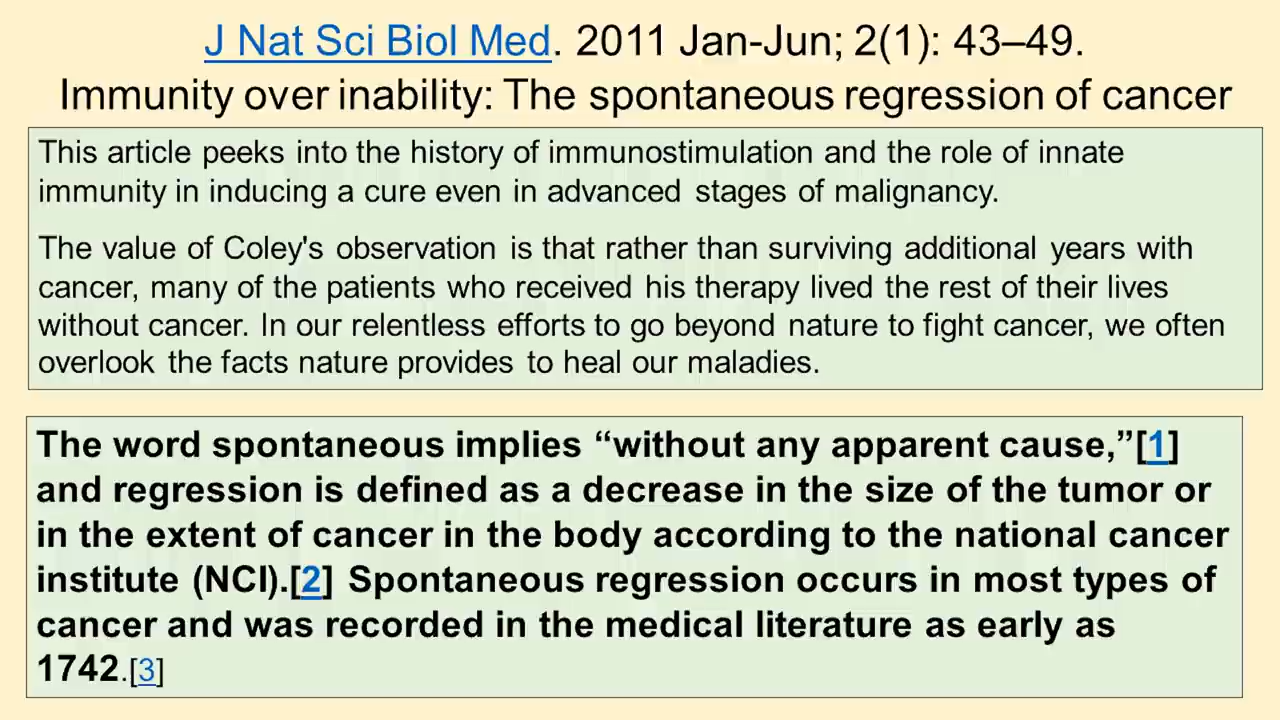 J Nat Sci Biol Med. 2011 Jan-Jun; 2(1): 43–49.
Immunity over inability: The spontaneous regression of cancer
This article peeks into the history of immunostimulation and the role of innate
immunity in inducing a cure even in advanced stages of malignancy.
The value of Coley's observation is that rather than surviving additional years with
cancer, many of the patients who received his therapy lived the rest of their lives
without cancer. In our relentless efforts to go beyond nature to fight cancer, we often
overlook the facts nature provides to heal our maladies.
The word spontaneous implies “without any apparent cause,”[1]
and regression is defined as a decrease in the size of the tumor or
in the extent of cancer in the body according to the national cancer
institute (NCI).[2] Spontaneous regression occurs in most types of
cancer and was recorded in the medical literature as early as
1742.[3]